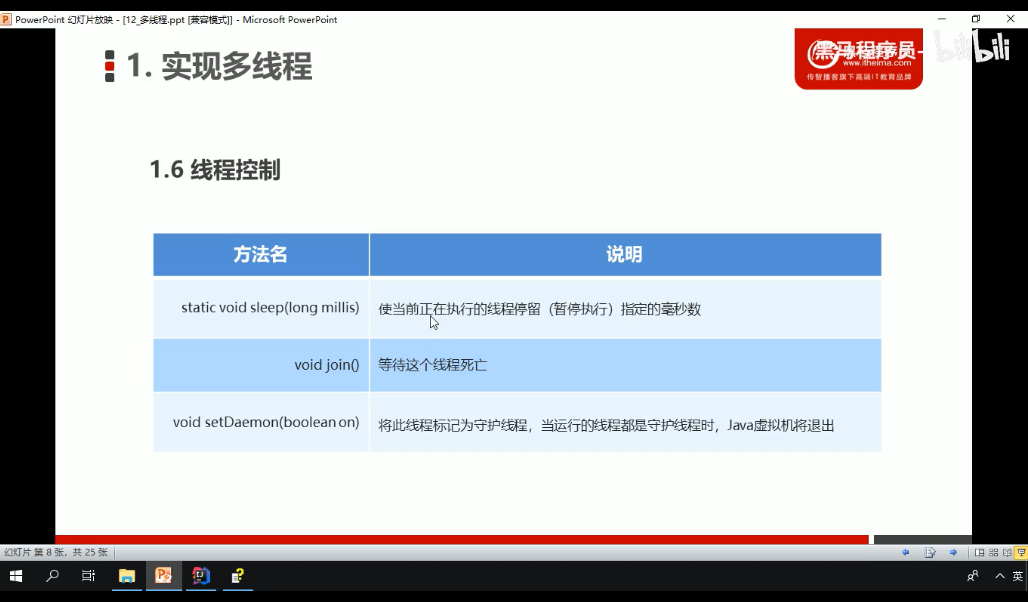 PowerPoint 幻灯片放映 - [12_多线程.ppt [兼容模式]] - Microsoft PowerPoint
1. 实现多线程
黑马程序员
www.itheima.com
传智播客旗下高端IT教育品牌
bilibili
1.6 线程控制
方法名 说明
static void sleep(long millis) 使当前正在执行的线程停留（暂停执行）指定的毫秒数
void join() 等待这个线程死亡
void setDaemon(boolean on) 将此线程标记为守护线程，当运行的线程都是守护线程时，Java虚拟机将退出
幻灯片 第 8 张，共 25 张
英